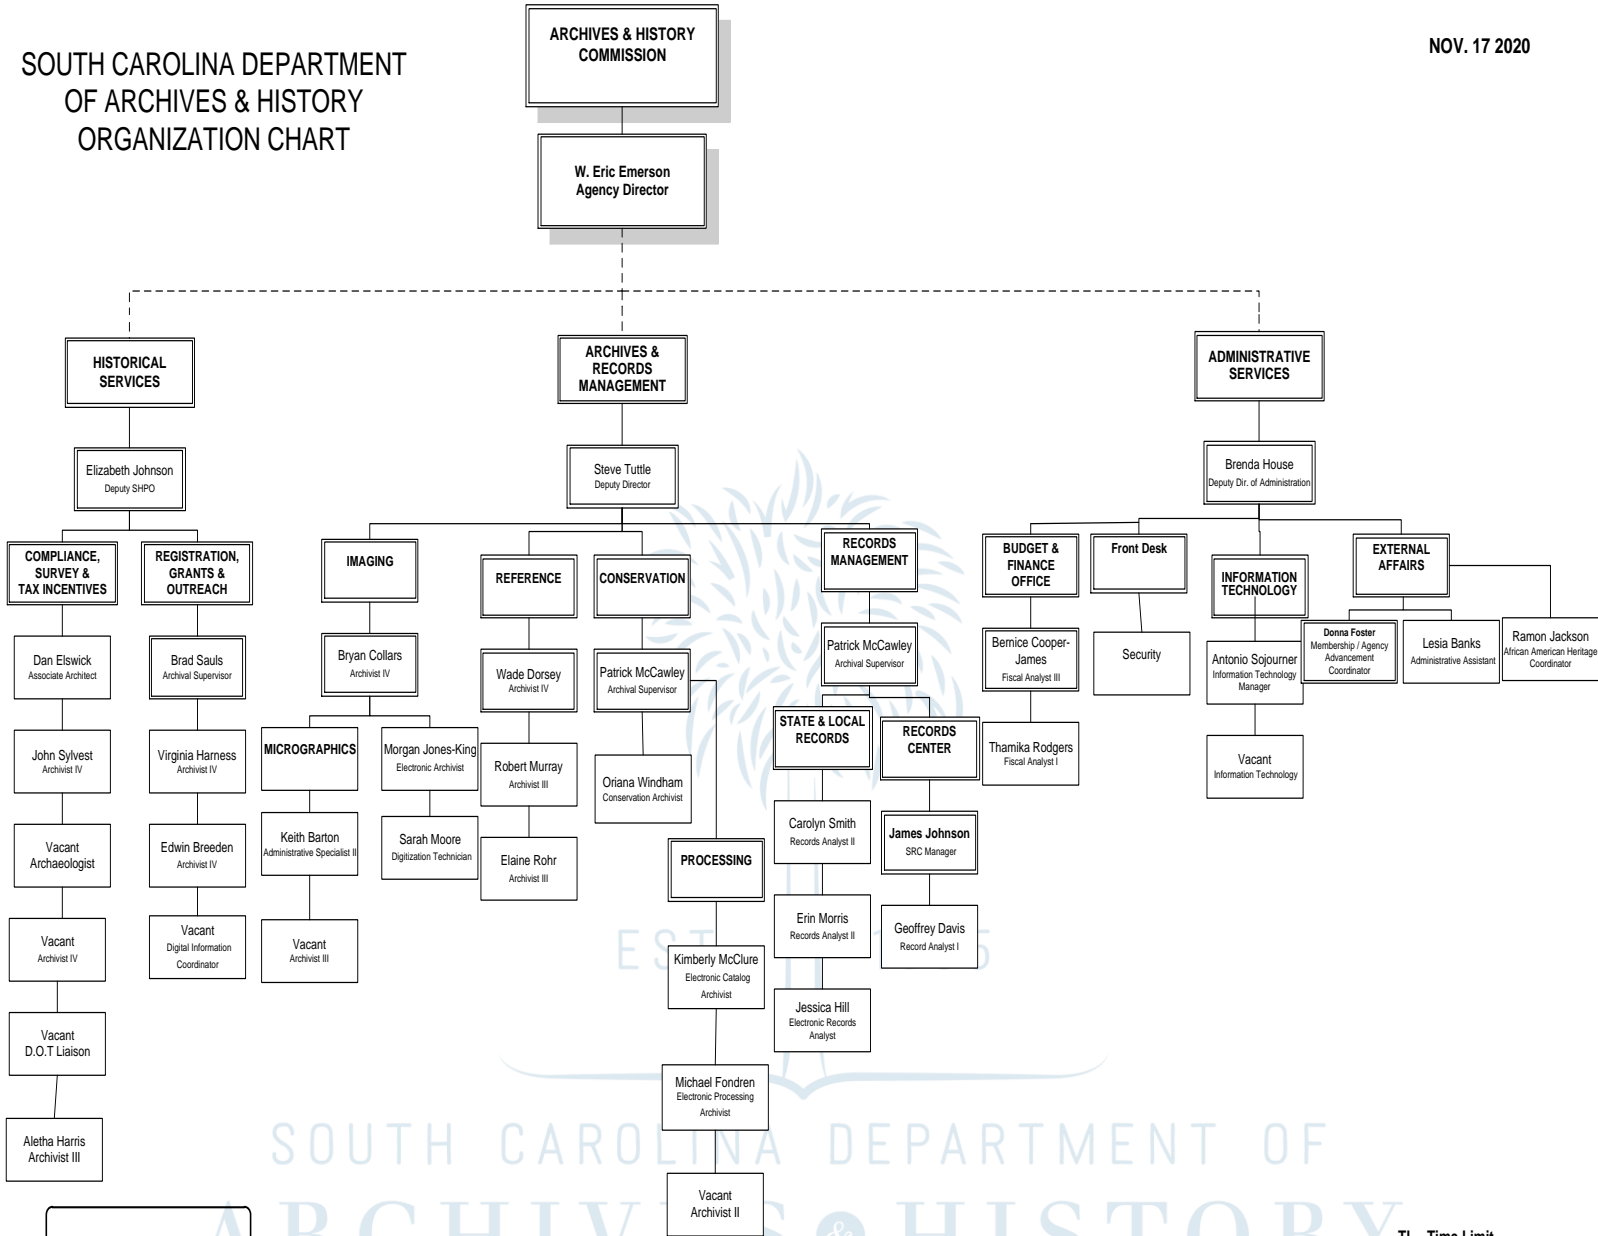 SOUTH CAROLINA DEPARTMENT
OF ARCHIVES & HISTORY
ORGANIZATION CHART
ARCHIVES & HISTORY
COMMISSION
NOV. 17 2020
W. Eric Emerson
Agency Director
HISTORICAL
SERVICES
ARCHIVES &
RECORDS
MANAGEMENT
ADMINISTRATIVE
SERVICES
Elizabeth Johnson
Deputy SHPO
Steve Tuttle
Deputy Director
Brenda House
Deputy Dir. of Administration
COMPLIANCE,
SURVEY &
TAX INCENTIVES
REGISTRATION,
GRANTS &
OUTREACH
IMAGING
REFERENCE
CONSERVATION
RECORDS
MANAGEMENT
BUDGET &
FINANCE
OFFICE
Front Desk
INFORMATION
TECHNOLOGY
EXTERNAL
AFFAIRS
Dan Elswick
Associate Architect
Brad Sauls
Archival Supervisor
Bryan Collars
Archivist IV
Wade Dorsey
Archivist IV
Patrick McCawley
Archival Supervisor
Patrick McCawley
Archival Supervisor
Bernice Cooper-
James
Fiscal Analyst III
Security
Antonio Sojourner
Information Technology
Manager
Donna Foster
Membership / Agency
Advancement
Coordinator
Lesia Banks
Administrative Assistant
Ramon Jackson
African American Heritage
Coordinator
John Sylvest
Archivist IV
Virginia Harness
Archivist IV
MICROGRAPHICS
Morgan Jones-King
Electronic Archivist
Robert Murray
Archivist III
Oriana Windham
Conservation Archivist
STATE & LOCAL
RECORDS
RECORDS
CENTER
Thamika Rodgers
Fiscal Analyst I
Vacant
Information Technology
Vacant
Archaeologist
Edwin Breeden
Archivist IV
Keith Barton
Administrative Specialist II
Sarah Moore
Digitization Technician
Elaine Rohr
Archivist III
PROCESSING
Carolyn Smith
Records Analyst II
James Johnson
SRC Manager
Vacant
Archivist IV
Vacant
Digital Information
Coordinator
Vacant
Archivist III
Kimberly McClure
Electronic Catalog
Archivist
Erin Morris
Records Analyst II
Geoffrey Davis
Record Analyst I
Vacant
D.O.T Liaison
Jessica Hill
Electronic Records
Analyst
Aletha Harris
Archivist III
Michael Fondren
Electronic Processing
Archivist
Vacant
Archivist II
SOUTH CAROLINA DEPARTMENT OF
ARCHIVES & HISTORY
TL - Time Limit